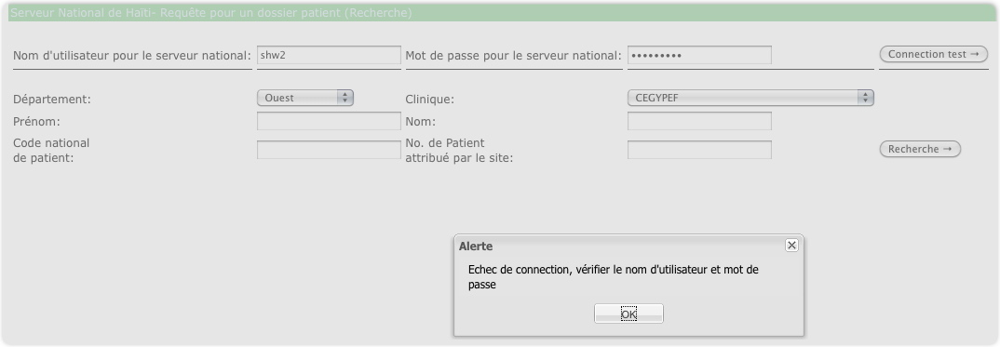 Serveur National de Haïti- Requête pour un dossier patient (Recherche)
Nom d'utilisateur pour le serveur national: shw2 Mot de passe pour le serveur national: ••••••••• Connection test →
Département: Ouest Clinique: CEGYPEF
Prénom: Nom:
Code national No. de Patient
de patient: attribué par le site: Recherche →
Alerte
Echec de connection, vérifier le nom d'utilisateur et mot de
passe
OK